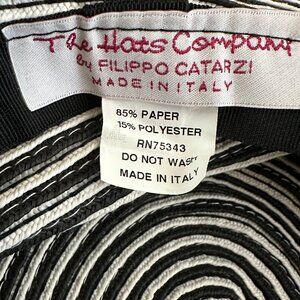 The Hats Company
by FILIPPO CATARZI
MADE IN ITALY
85% PAPER
15% POLYESTER
RN75343
DO NOT WASH
MADE IN ITALY